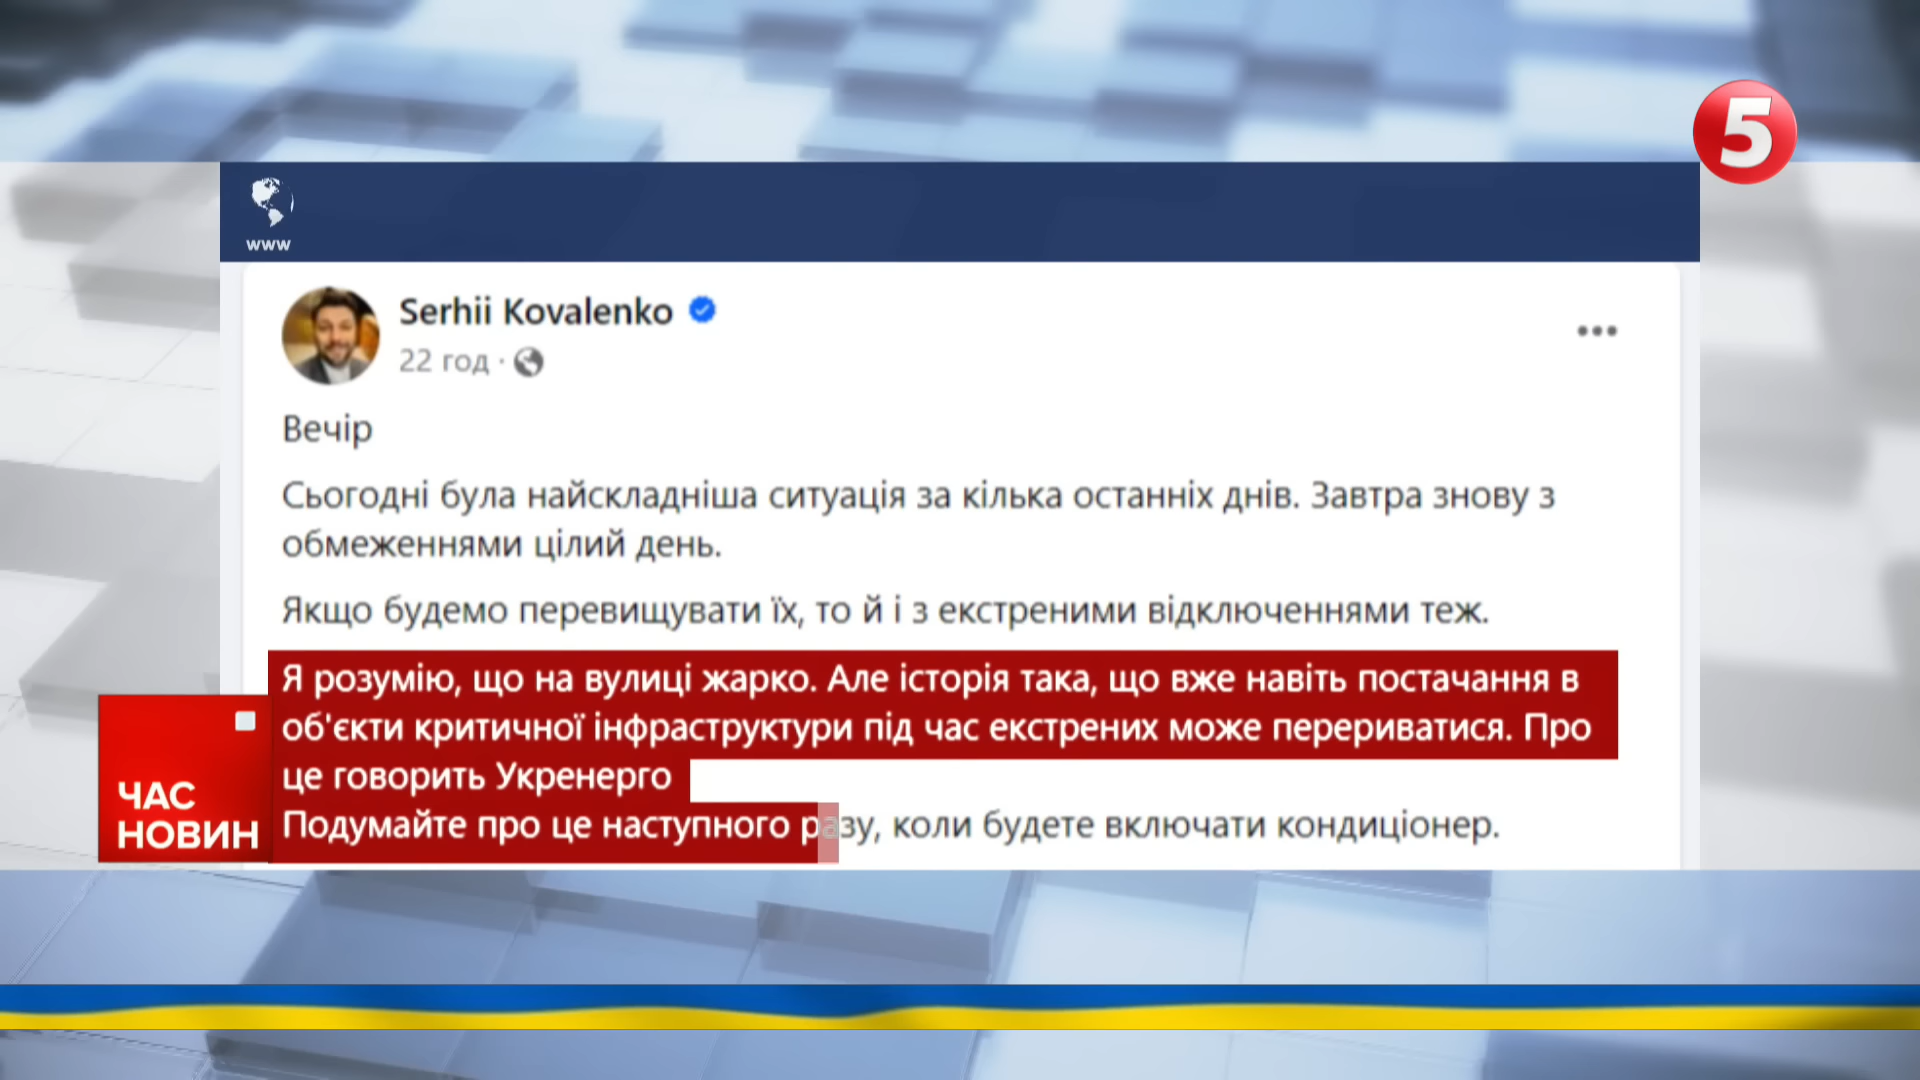 5
www
Serhii Kovalenko
22 год ·
Вечір
Сьогодні була найскладніша ситуація за кілька останніх днів. Завтра знову з
обмеженнями цілий день.
Якщо будемо перевищувати їх, то й і з екстреними відключеннями теж.
Я розумію, що на вулиці жарко. Але історія така, що вже навіть постачання в
об'єкти критичної інфраструктури під час екстрених може перериватися. Про
це говорить Укренерго
Подумайте про це наступного разу, коли будете включати кондиціонер.
ЧАС
НОВИН